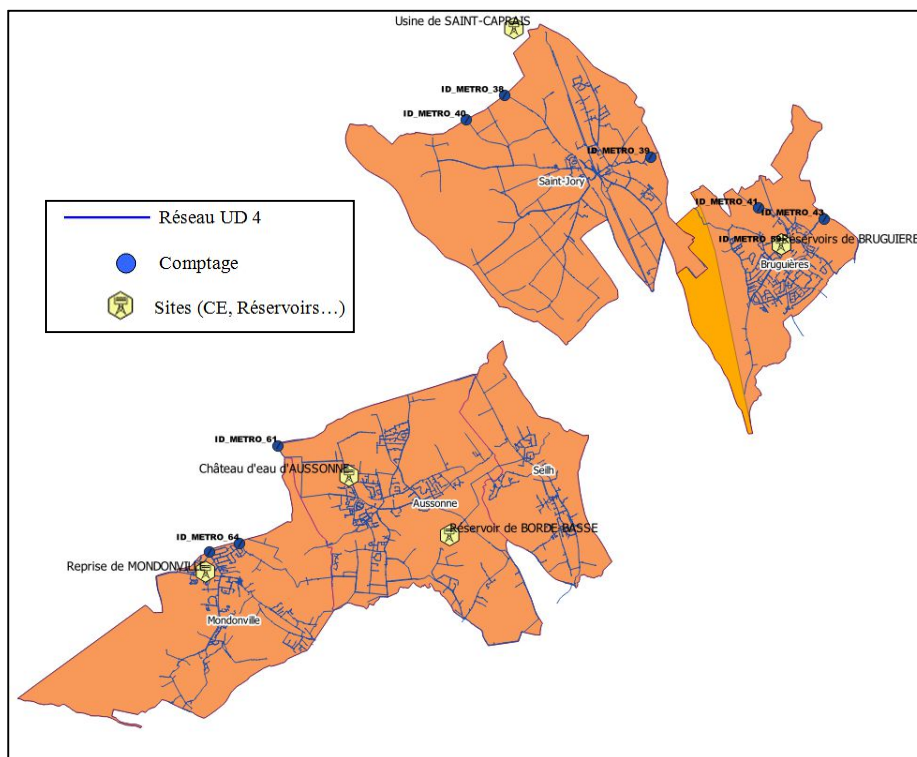 Usine de SAINT-CAPRAIS
ID_METRO_38
ID_METRO_40
ID_METRO_39
Saint-Jory
ID_METRO_41
ID_METRO_43
Réservoirs de BRUGUIERE
Bruguières
Réseau UD 4
Comptage
Sites (CE, Réservoirs…)
ID_METRO_61
Château d'eau d'AUSSONNE
Seilh
Aussonne
Réservoir de BORDE BASSE
ID_METRO_64
Reprise de MONDONVILLE
Mondonville